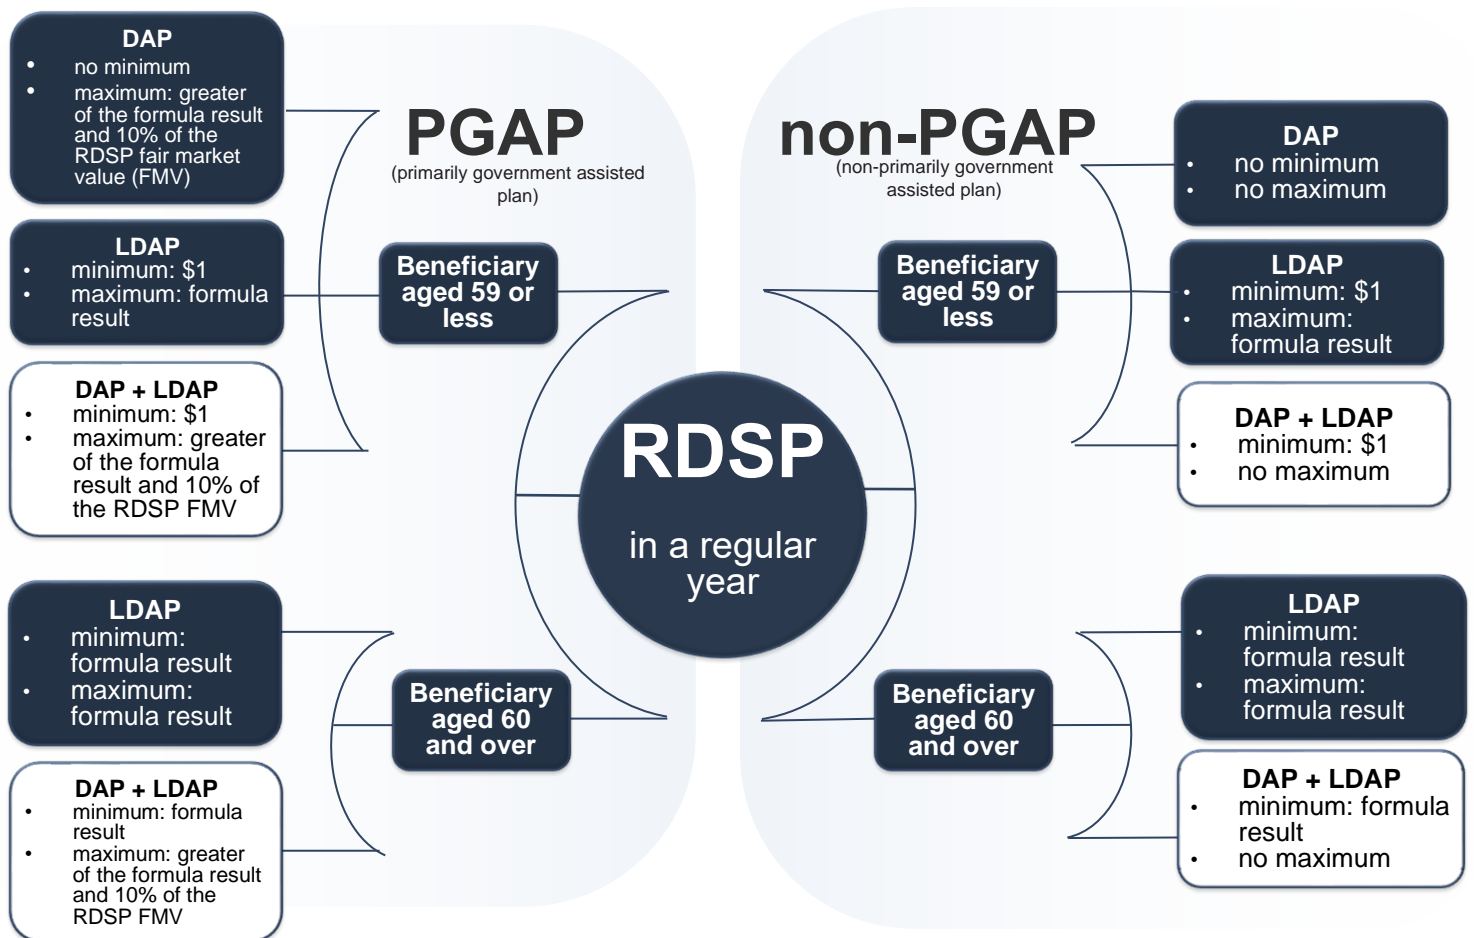 DAP
• no minimum
• maximum: greater
of the formula result
and 10% of the
RDSP fair market
value (FMV)
LDAP
• minimum: $1
• maximum: formula
result
DAP + LDAP
• minimum: $1
• maximum: greater
of the formula
result and 10% of
the RDSP FMV
LDAP
• minimum:
formula result
• maximum:
formula result
DAP + LDAP
• minimum: formula
result
• maximum: greater
of the formula result
and 10% of the
RDSP FMV
PGAP
(primarily government assisted
plan)
Beneficiary
aged 59 or
less
Beneficiary
aged 60
and over
RDSP
in a regular
year
non-PGAP
(non-primarily government
assisted plan)
Beneficiary
aged 59 or
less
Beneficiary
aged 60
and over
DAP
• no minimum
• no maximum
LDAP
• minimum: $1
• maximum:
formula result
DAP + LDAP
• minimum: $1
• no maximum
LDAP
• minimum:
formula result
• maximum:
formula result
DAP + LDAP
• minimum: formula
result
• no maximum